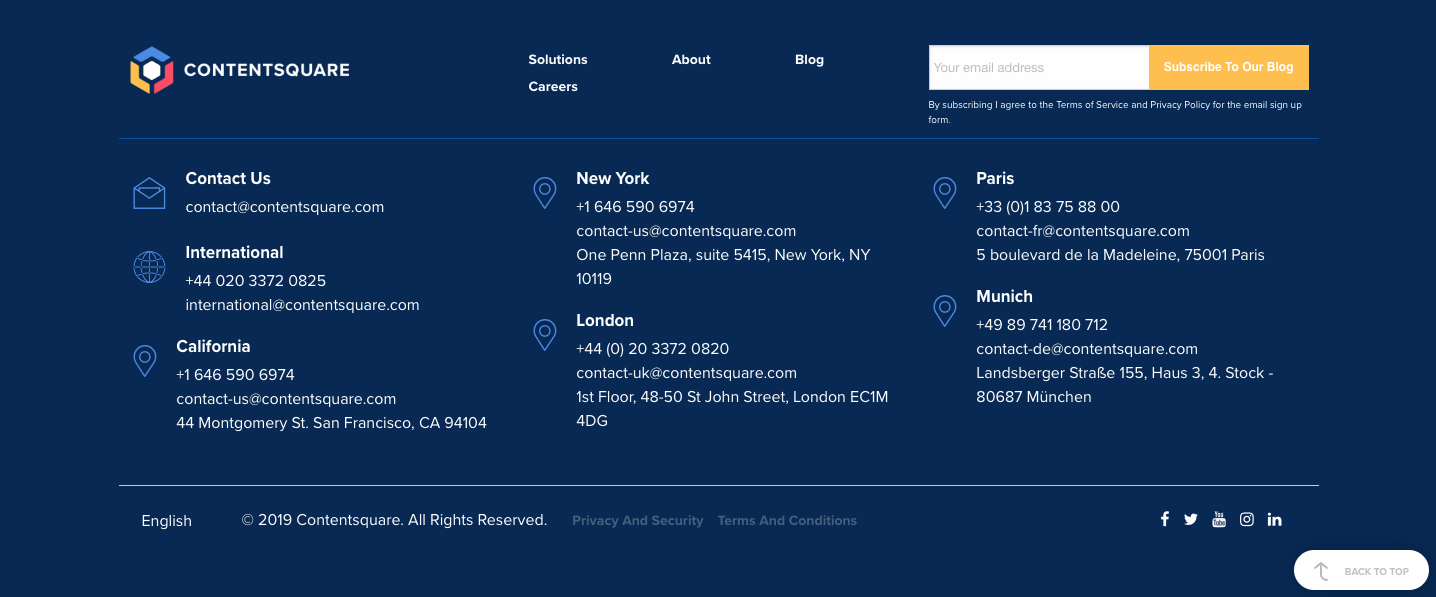 CONTENTSQUARE
Solutions
About
Blog
Careers
Your email address
Subscribe To Our Blog
By subscribing I agree to the Terms of Service and Privacy Policy for the email sign up
form.
Contact Us
contact@contentsquare.com
International
+44 020 3372 0825
international@contentsquare.com
California
+1 646 590 6974
contact-us@contentsquare.com
44 Montgomery St. San Francisco, CA 94104
New York
+1 646 590 6974
contact-us@contentsquare.com
One Penn Plaza, suite 5415, New York, NY
10119
London
+44 (0) 20 3372 0820
contact-uk@contentsquare.com
1st Floor, 48-50 St John Street, London EC1M
4DG
Paris
+33 (0)1 83 75 88 00
contact-fr@contentsquare.com
5 boulevard de la Madeleine, 75001 Paris
Munich
+49 89 741 180 712
contact-de@contentsquare.com
Landsberger Straße 155, Haus 3, 4. Stock -
80687 München
English
© 2019 Contentsquare. All Rights Reserved.
Privacy And Security
Terms And Conditions
You
Tube
BACK TO TOP